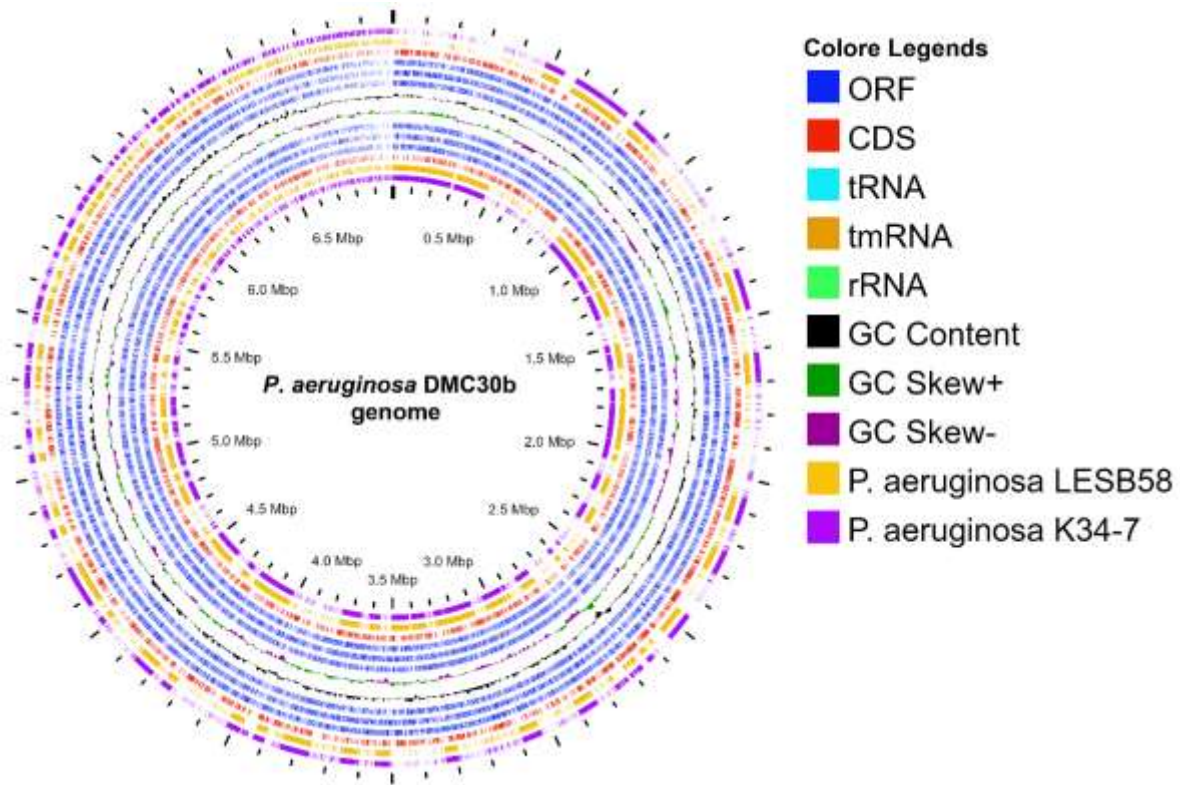 Colore Legends
ORF
CDS
tRNA
tmRNA
rRNA
GC Content
GC Skew+
GC Skew-
P. aeruginosa LESB58
P. aeruginosa K34-7
6.5 Mbp
0.5 Mbp
6.0 Mbp
1.0 Mbp
5.5 Mbp
1.5 Mbp
P. aeruginosa DMC30b
genome
5.0 Mbp
2.0 Mbp
4.5 Mbp
2.5 Mbp
4.0 Mbp
3.0 Mbp
3.5 Mbp